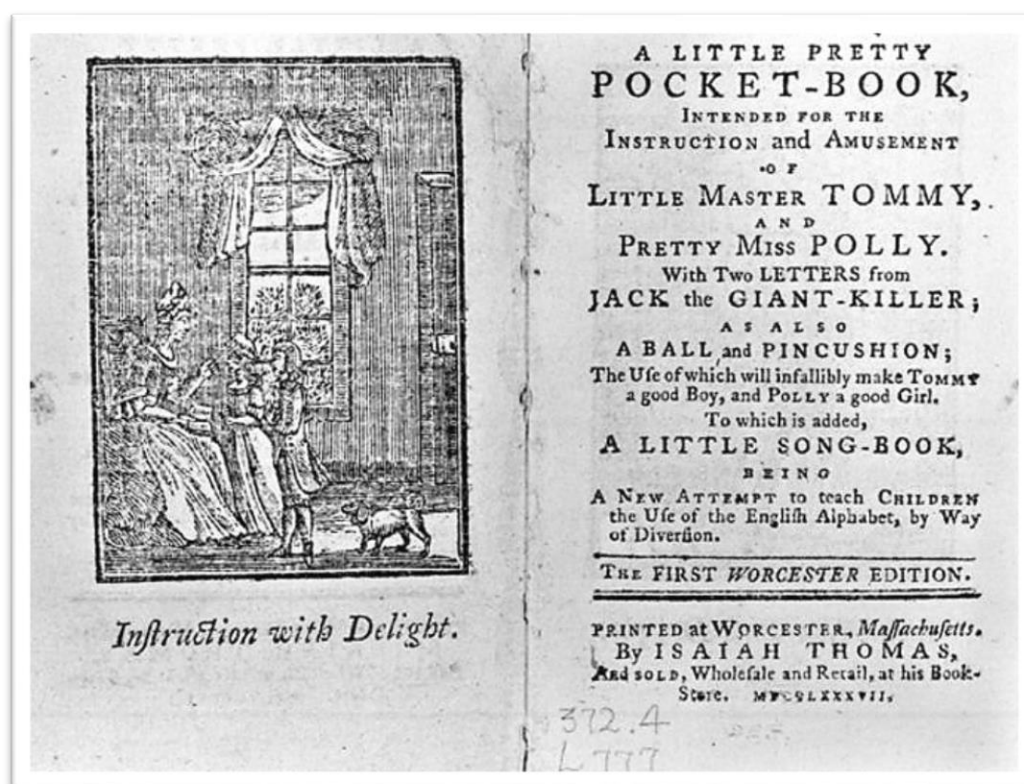 Inſtruction with Delight.
A LITTLE PRETTY
POCKET-BOOK,
INTENDED FOR THE
INSTRUCTION and AMUSEMENT
OF
LITTLE MASTER TOMMY,
AND
PRETTY MISS POLLY.
With Two LETTERS from
JACK the GIANT-KILLER;
AS ALSO
A BALL and PINCUSHION;
The Uſe of which will infallibly make TOMMY
a good Boy, and POLLY a good Girl.
To which is added,
A LITTLE SONG-BOOK,
BEING
A NEW ATTEMPT to teach CHILDREN
the Uſe of the Engliſh Alphabet, by Way
of Diverſion.
THE FIRST WORCESTER EDITION.
PRINTED at WORCESTER, Maſſachuſetts.
By ISAIAH THOMAS,
And SOLD, Wholeſale and Retail, at his Book-
Store. MDCCLXXXVII.
372.4
L 777